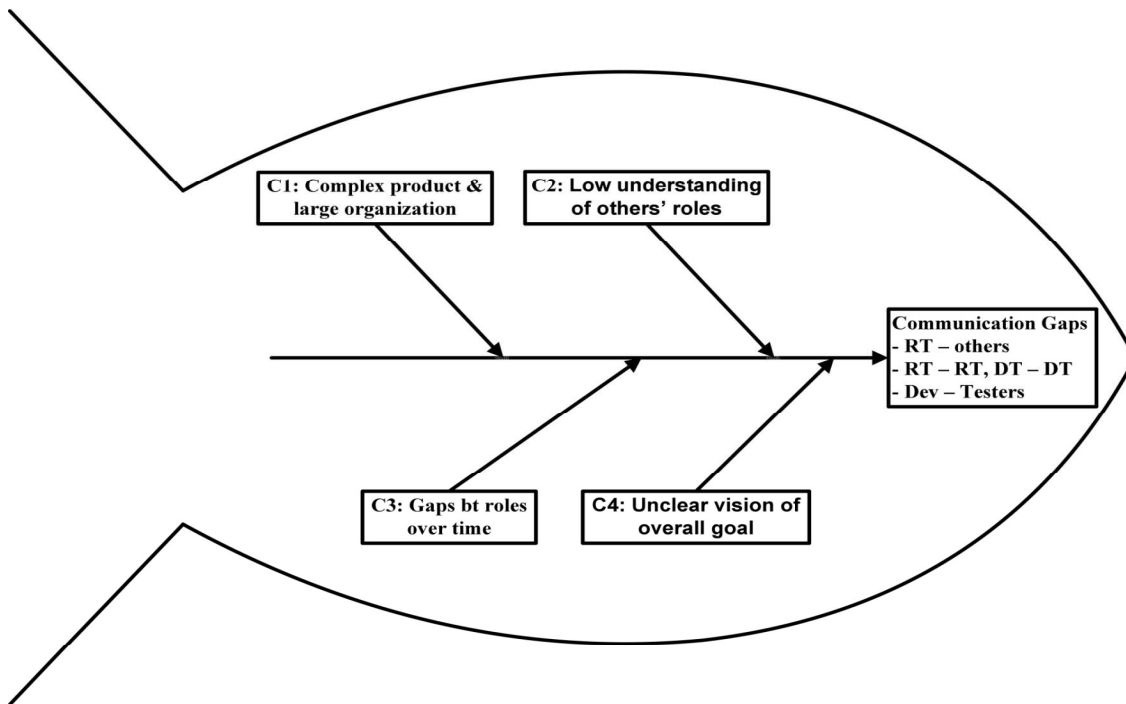 C1: Complex product &
large organization
C2: Low understanding
of others’ roles
Communication Gaps
- RT – others
- RT – RT, DT – DT
- Dev – Testers
C3: Gaps bt roles
over time
C4: Unclear vision of
overall goal